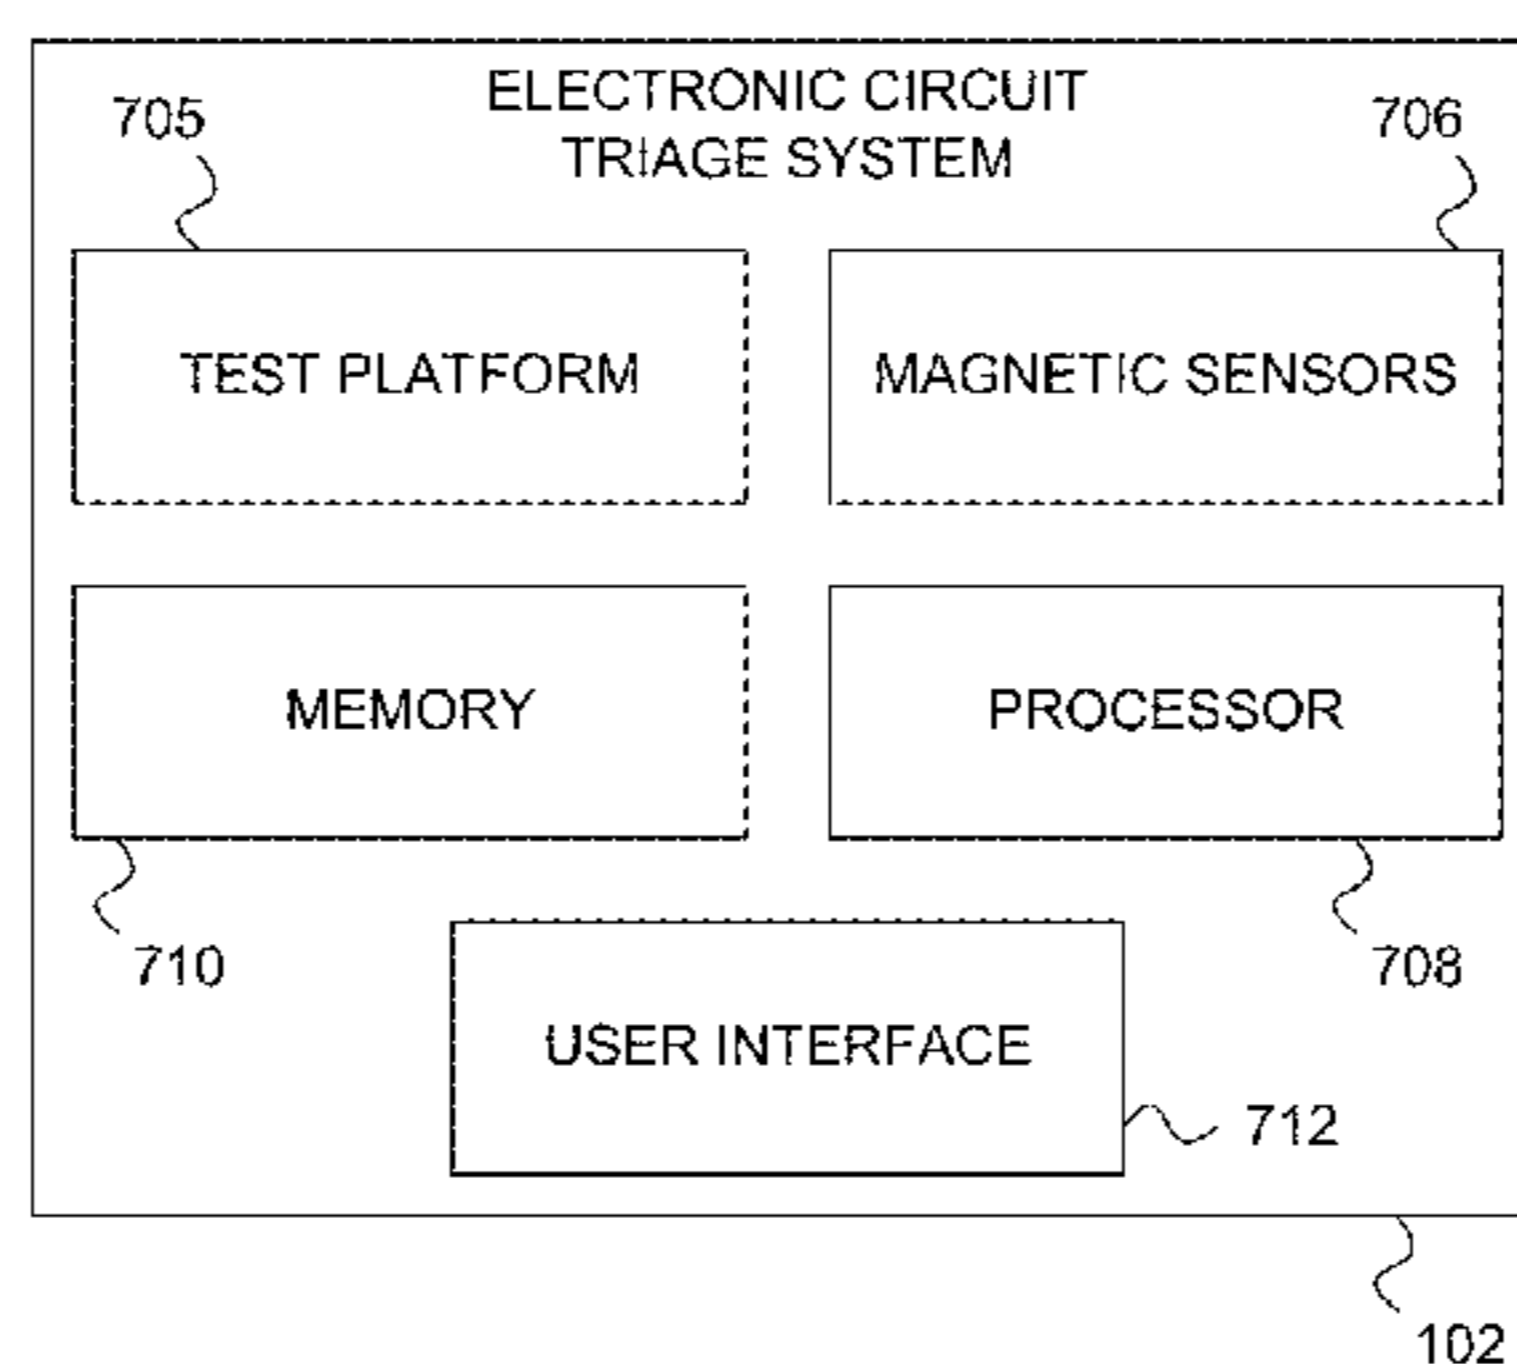 ELECTRONIC CIRCUIT
TRIAGE SYSTEM
705
706
TEST PLATFORM
MAGNETIC SENSORS
MEMORY
PROCESSOR
710
708
USER INTERFACE
712
102